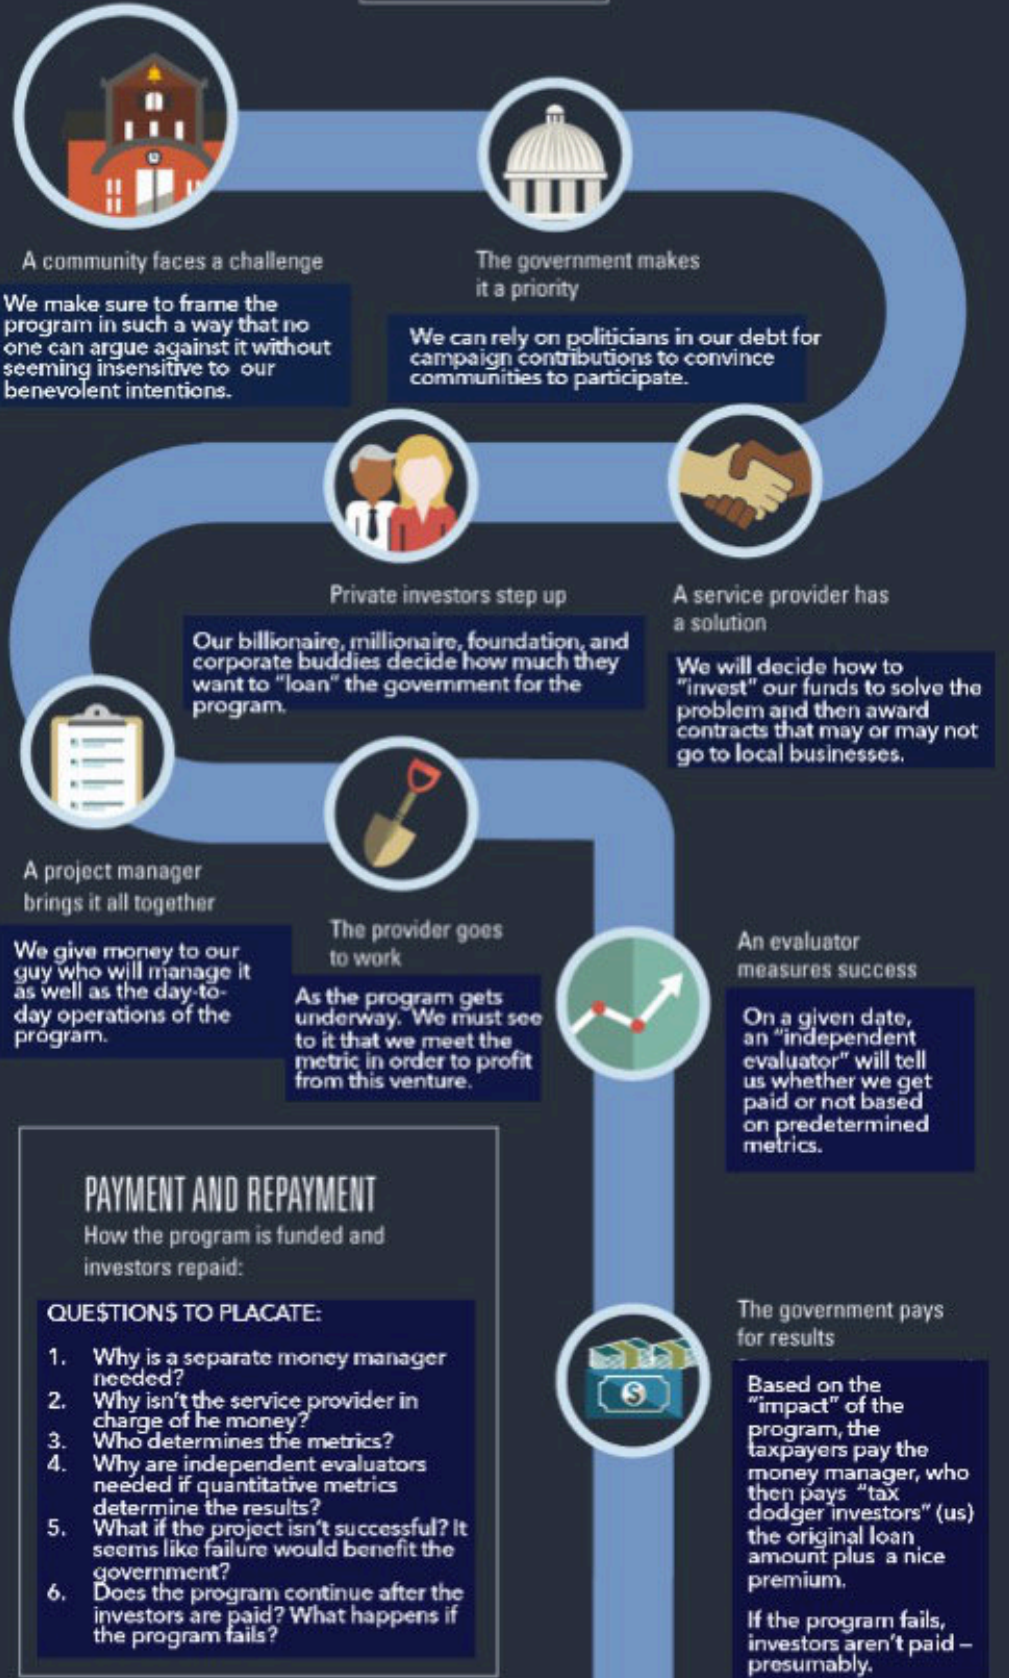 A community faces a challenge
We make sure to frame the
program in such a way that no
one can argue against it without
seeming insensitive to our
benevolent intentions.
The government makes
it a priority
We can rely on politicians in our debt for
campaign contributions to convince
communities to participate.
A service provider has
a solution
We will decide how to
"invest" our funds to solve the
problem and then award
contracts that may or may not
go to local businesses.
Private investors step up
Our billionaire, millionaire, foundation, and
corporate buddies decide how much they
want to "loan" the government for the
program.
A project manager
brings it all together
We give money to our
guy who will manage it
as well as the day-to-
day operations of the
program.
The provider goes
to work
As the program gets
underway. We must see
to it that we meet the
metric in order to profit
from this venture.
An evaluator
measures success
On a given date,
an "independent
evaluator" will tell
us whether we get
paid or not based
on predetermined
metrics.
The government pays
for results
$
Based on the
"impact" of the
program, the
taxpayers pay the
money manager, who
then pays "tax
dodger investors" (us)
the original loan
amount plus a nice
premium.
If the program fails,
investors aren't paid –
presumably.
PAYMENT AND REPAYMENT
How the program is funded and
investors repaid:
QUE$TION$ TO PLACATE:
1. Why is a separate money manager
needed?
2. Why isn't the service provider in
charge of he money?
3. Who determines the metrics?
4. Why are independent evaluators
needed if quantitative metrics
determine the results?
5. What if the project isn't successful? It
seems like failure would benefit the
government?
6. Does the program continue after the
investors are paid? What happens if
the program fails?